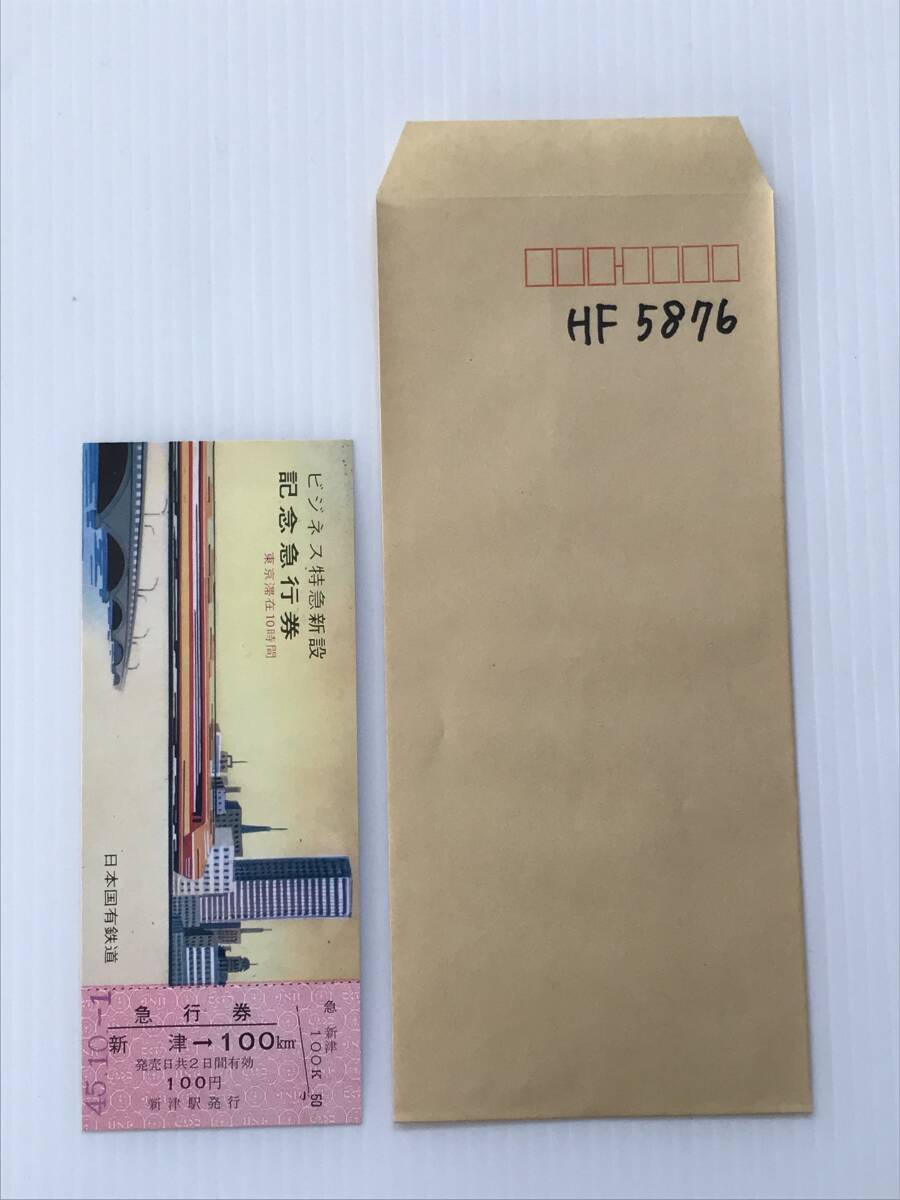 HF 5876
ビジネス特急新設
記念急行券
東京滞在10時間
日本国有鉄道
45.10.-1
急行券
新津→100km
発売日共2日間有効
100円
新津駅発行
急 新津
100K